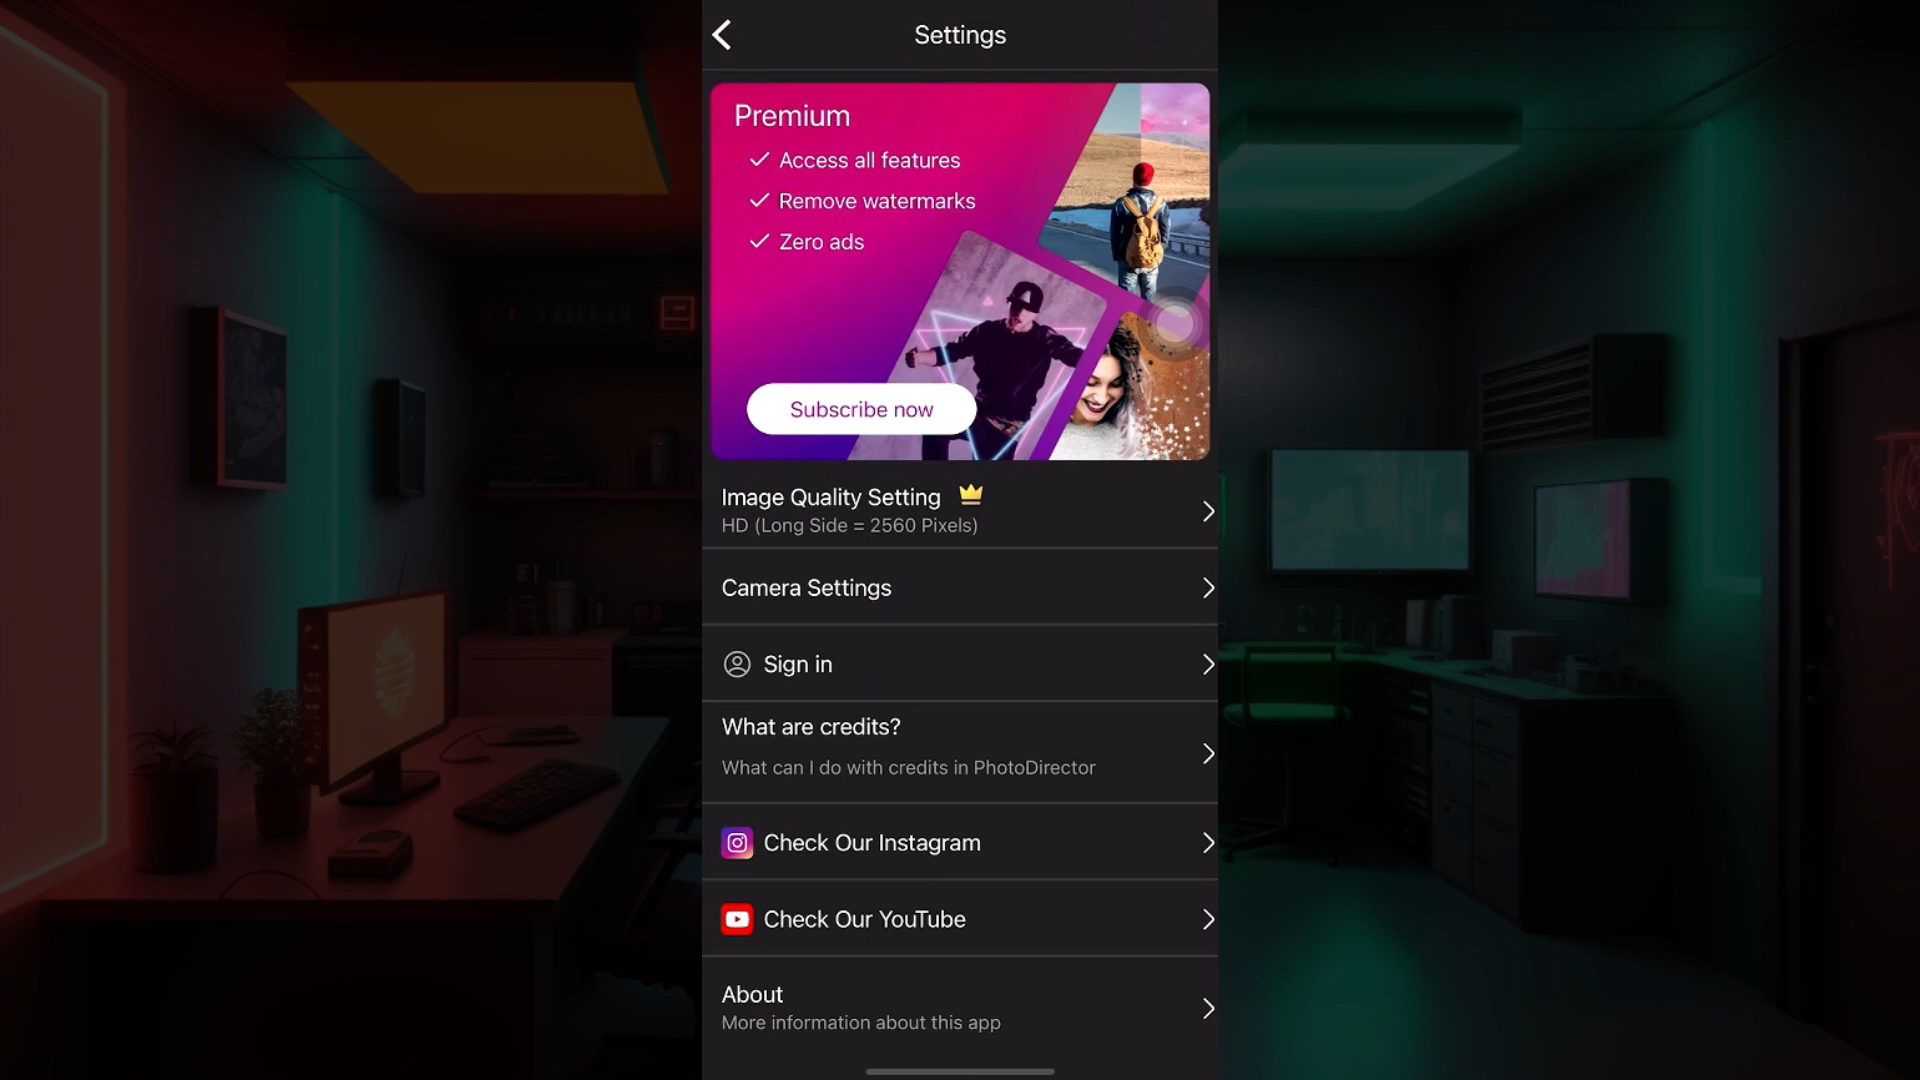 Settings
Premium
Access all features
Remove watermarks
Zero ads
Subscribe now
Image Quality Setting
HD (Long Side = 2560 Pixels)
Camera Settings
Sign in
What are credits?
What can I do with credits in PhotoDirector
Check Our Instagram
Check Our YouTube
About
More information about this app